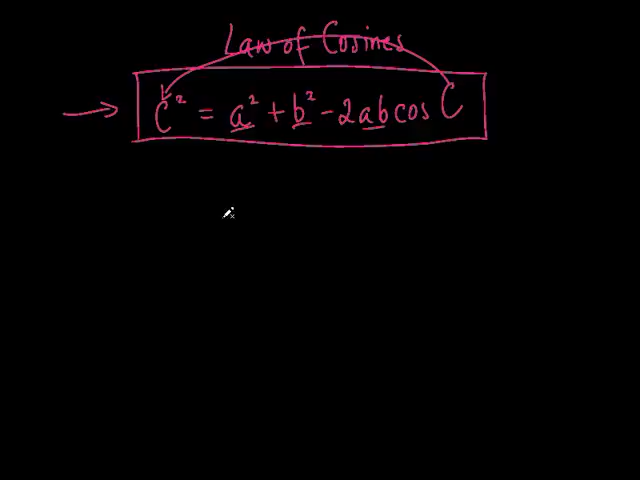 Law of Cosines
c² = a² + b² - 2ab cos C